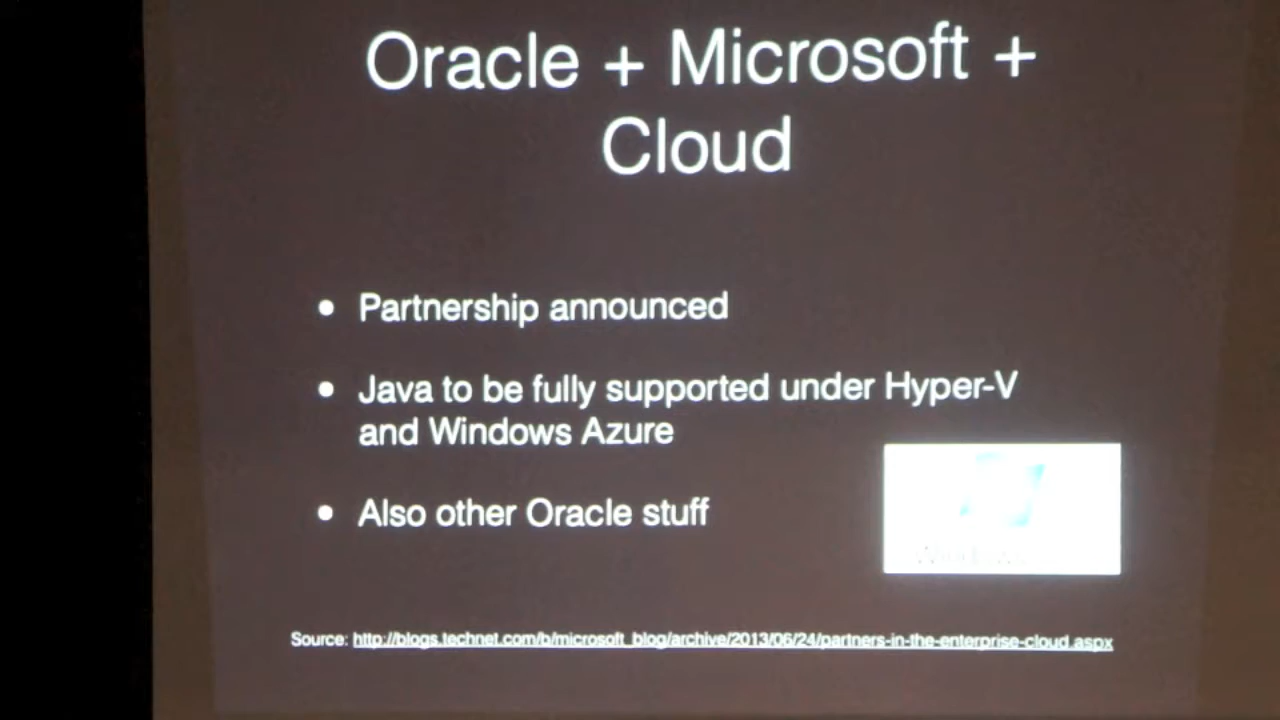 Oracle + Microsoft +
Cloud
• Partnership announced
• Java to be fully supported under Hyper-V
and Windows Azure
• Also other Oracle stuff
Source: http://blogs.technet.com/b/microsoft_blog/archive/2013/06/24/partners-in-the-enterprise-cloud.aspx